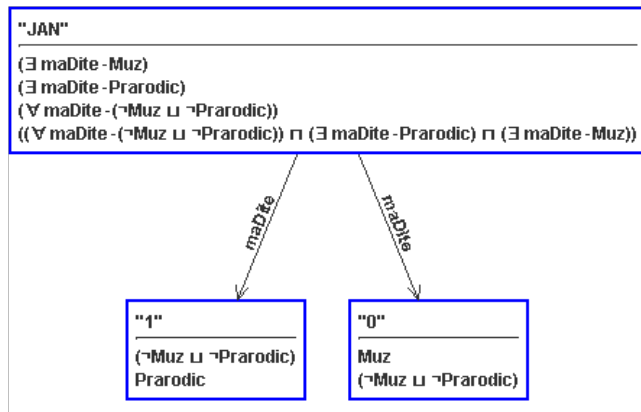 "JAN"
(∃ maDite - Muz)
(∃ maDite - Prarodic)
(∀ maDite - (¬Muz ⊔ ¬Prarodic))
((∀ maDite - (¬Muz ⊔ ¬Prarodic)) ⊓ (∃ maDite - Prarodic) ⊓ (∃ maDite - Muz))
maDite
maDite
"1"
(¬Muz ⊔ ¬Prarodic)
Prarodic
"0"
Muz
(¬Muz ⊔ ¬Prarodic)